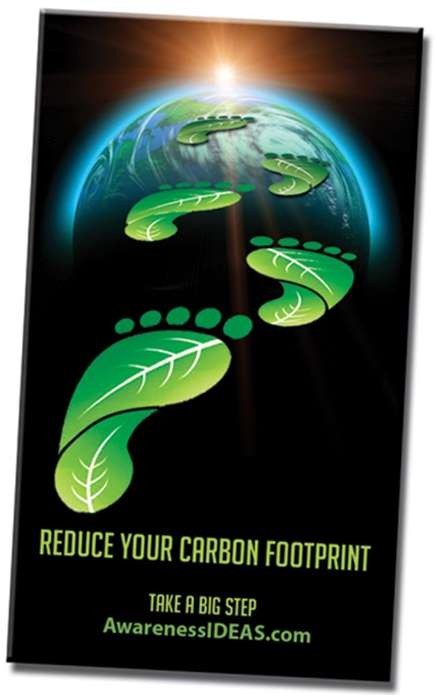 REDUCE YOUR CARBON FOOTPRINT
TAKE A BIG STEP
AwarenessIDEAS.com